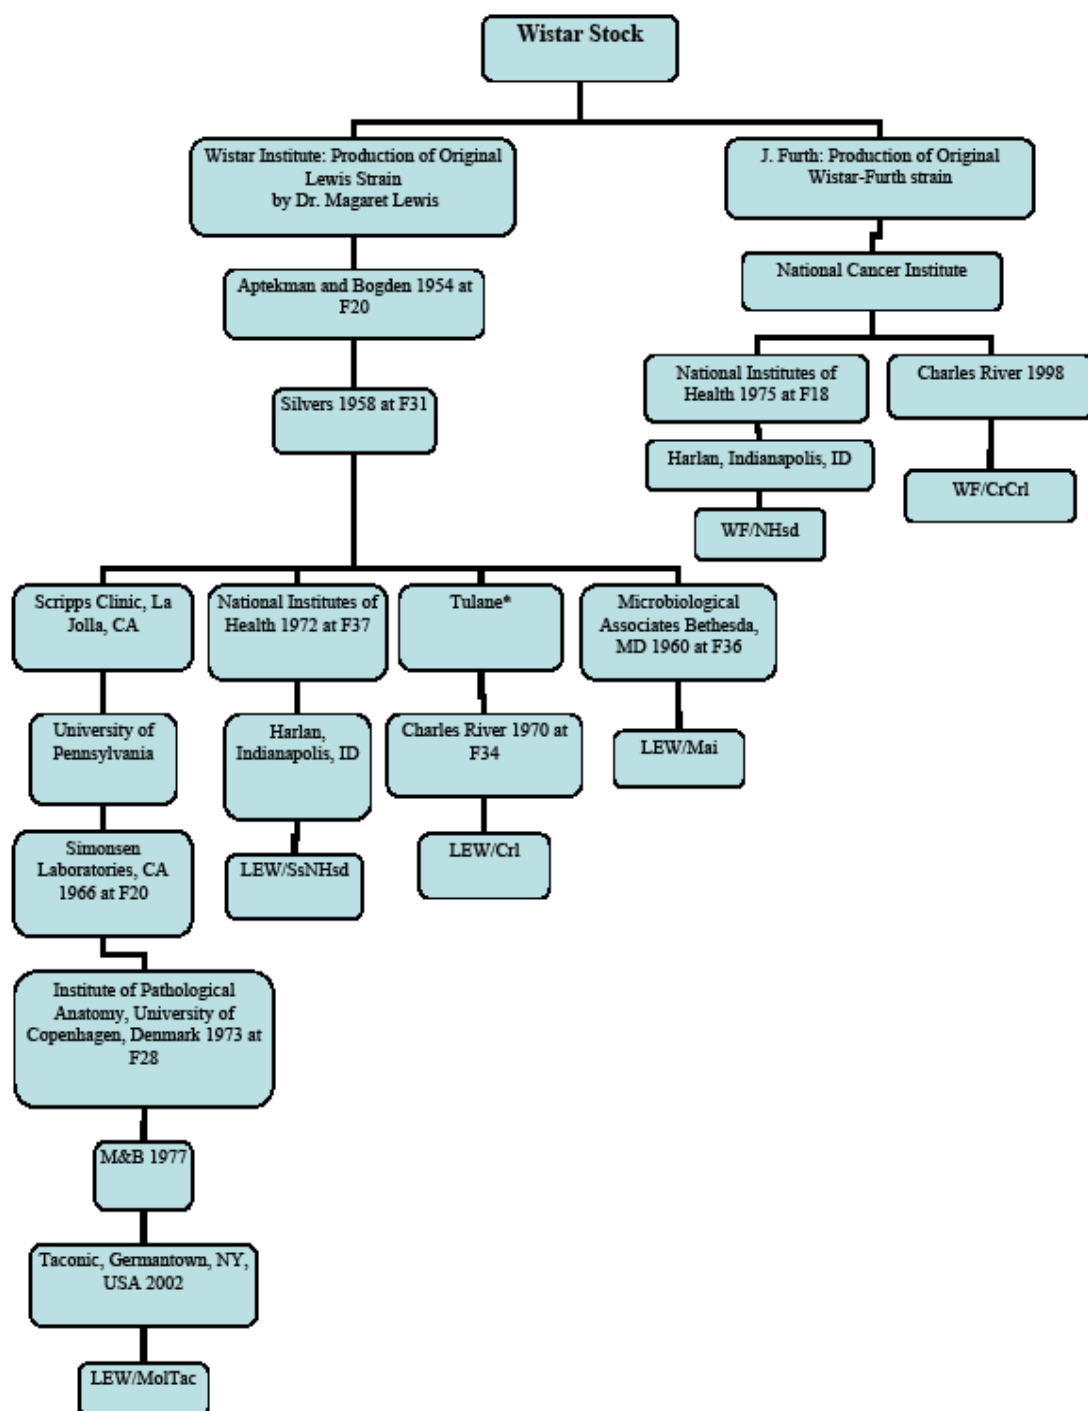 Wistar Stock
Wistar Institute: Production of Original
Lewis Strain
by Dr. Magaret Lewis
J. Furth: Production of Original
Wistar-Furth strain
Aptekman and Bogden 1954 at
F20
National Cancer Institute
Silvers 1958 at F31
National Institutes of
Health 1975 at F18
Charles River 1998
Harlan, Indianapolis, ID
WF/CrCrl
WF/NHsd
Scripps Clinic, La
Jolla, CA
National Institutes of
Health 1972 at F37
Tulane*
Microbiological
Associates Bethesda,
MD 1960 at F36
University of
Pennsylvania
Harlan,
Indianapolis, ID
Charles River 1970 at
F34
LEW/Mai
Simonsen
Laboratories, CA
1966 at F20
LEW/SsNHsd
LEW/Crl
Institute of Pathological
Anatomy, University of
Copenhagen, Denmark 1973 at
F28
M&B 1977
Taconic, Germantown, NY,
USA 2002
LEW/MolTac